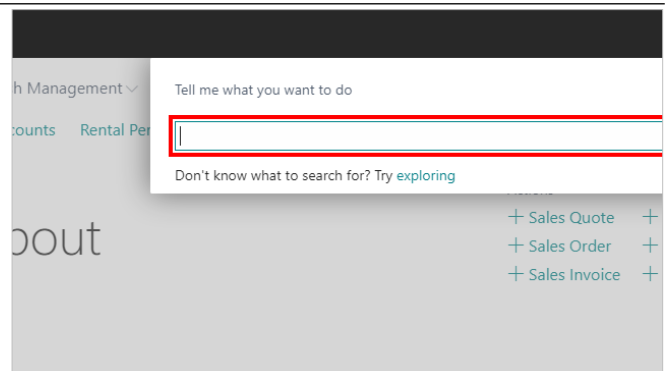 h Management
Tell me what you want to do
counts Rental Per
Don't know what to search for? Try exploring
bout
+ Sales Quote +
+ Sales Order +
+ Sales Invoice +